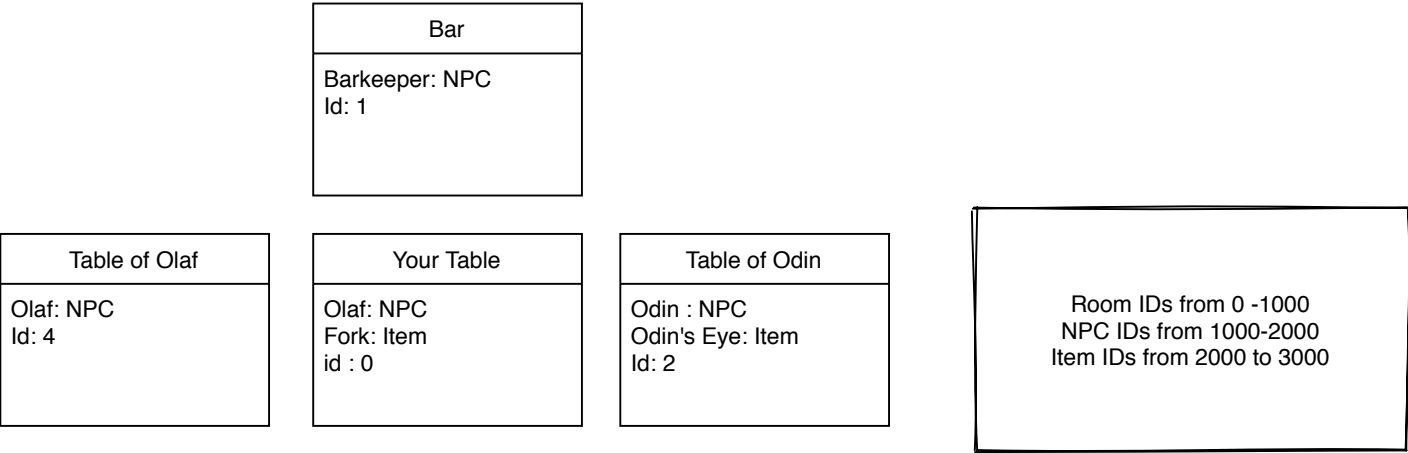 Bar
Barkeeper: NPC
Id: 1
Table of Olaf
Olaf: NPC
Id: 4
Your Table
Olaf: NPC
Fork: Item
id : 0
Table of Odin
Odin : NPC
Odin's Eye: Item
Id: 2
Room IDs from 0 -1000
NPC IDs from 1000-2000
Item IDs from 2000 to 3000